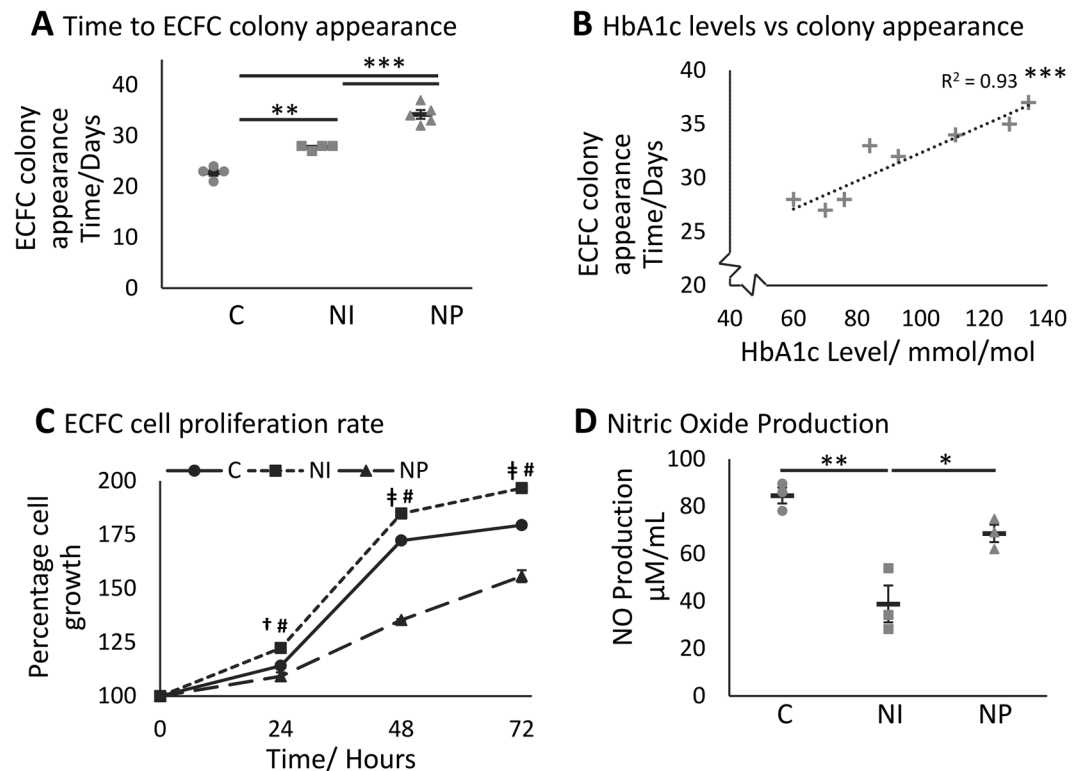 A Time to ECFC colony appearance
ECFC colony
appearance
Time/Days
40
30
20
10
0
***
**
C NI NP
B HbA1c levels vs colony appearance
ECFC colony
appearance
Time/Days
40
35
30
25
20
R² = 0.93 ***
40 60 80 100 120 140
HbA1c Level/ mmol/mol
C ECFC cell proliferation rate
C NI NP
Percentage cell
growth
200
175
150
125
100
† #
ǂ #
ǂ #
0 24 48 72
Time/ Hours
D Nitric Oxide Production
NO Production
µM/mL
100
80
60
40
20
0
** *
C NI NP